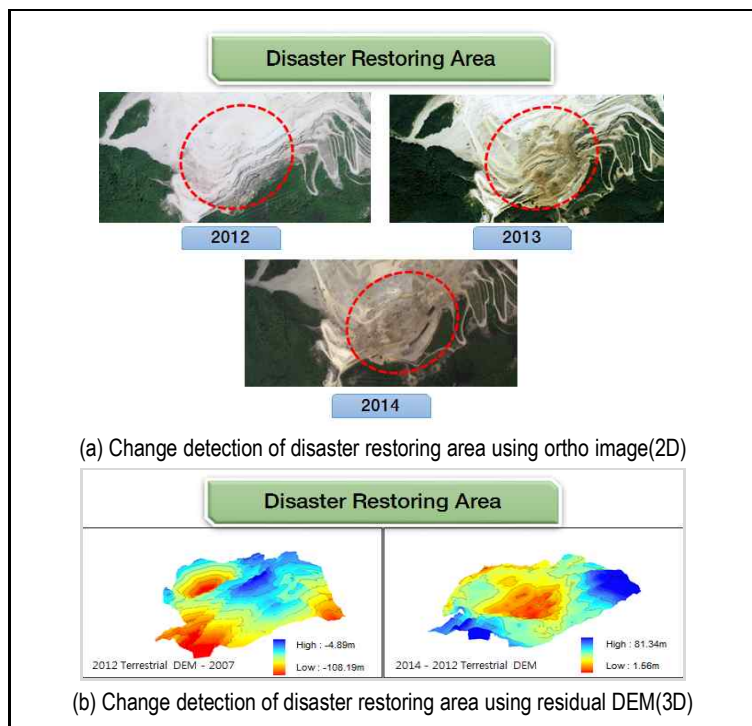 Disaster Restoring Area
2012
2013
2014
(a) Change detection of disaster restoring area using ortho image(2D)
Disaster Restoring Area
2012 Terrestrial DEM - 2007
High : -4.89m
Low : -108.19m
2014 - 2012 Terrestrial DEM
High : 81.34m
Low : 1.66m
(b) Change detection of disaster restoring area using residual DEM(3D)